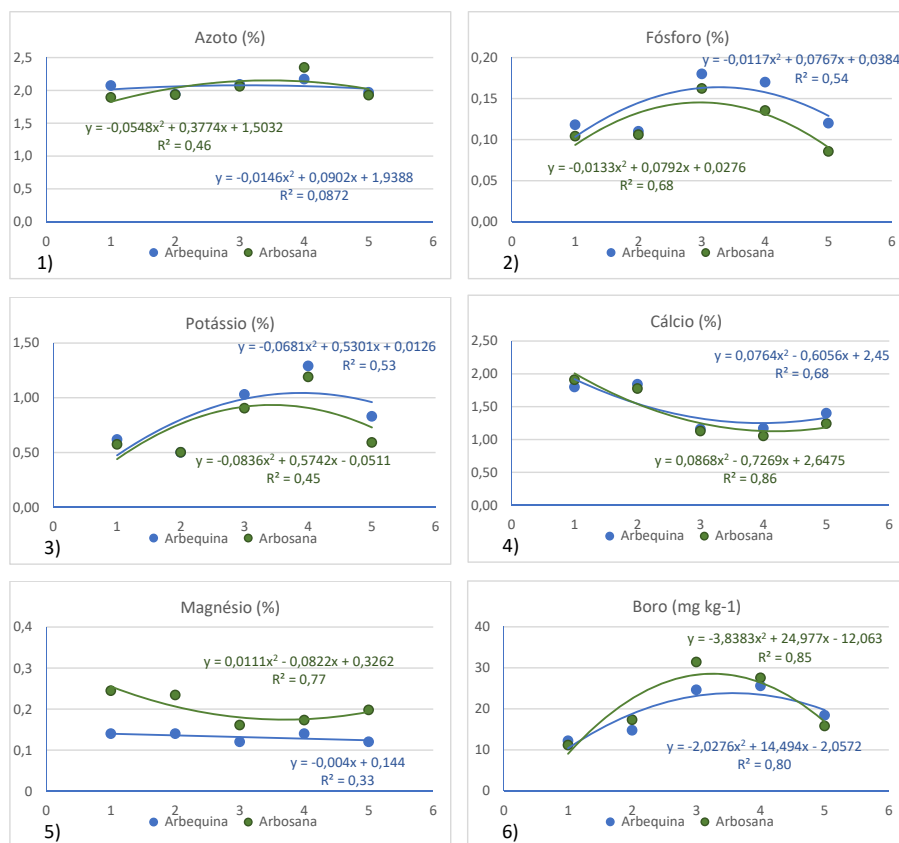 Azoto (%)
2,5
2,0
1,5
1,0
0,5
0,0
y = -0,0548x² + 0,3774x + 1,5032
R² = 0,46
y = -0,0146x² + 0,0902x + 1,9388
R² = 0,0872
0 1 2 3 4 5 6
Arbequina Arbosana
1)
Fósforo (%)
0,20
0,15
0,10
0,05
0,00
y = -0,0117x² + 0,0767x + 0,0384
R² = 0,54
y = -0,0133x² + 0,0792x + 0,0276
R² = 0,68
0 1 2 3 4 5 6
Arbequina Arbosana
2)
Potássio (%)
1,50
1,00
0,50
0,00
y = -0,0681x² + 0,5301x + 0,0126
R² = 0,53
y = -0,0836x² + 0,5742x - 0,0511
R² = 0,45
0 1 2 3 4 5 6
Arbequina Arbosana
3)
Cálcio (%)
2,50
2,00
1,50
1,00
0,50
0,00
y = 0,0764x² - 0,6056x + 2,45
R² = 0,68
y = 0,0868x² - 0,7269x + 2,6475
R² = 0,86
0 1 2 3 4 5 6
Arbequina Arbosana
4)
Magnésio (%)
0,4
0,3
0,2
0,1
0
y = 0,0111x² - 0,0822x + 0,3262
R² = 0,77
y = -0,004x + 0,144
R² = 0,33
0 1 2 3 4 5 6
Arbequina Arbosana
5)
Boro (mg kg-1)
40
30
20
10
0
y = -3,8383x² + 24,977x - 12,063
R² = 0,85
y = -2,0276x² + 14,494x - 2,0572
R² = 0,80
0 1 2 3 4 5 6
Arbequina Arbosana
6)